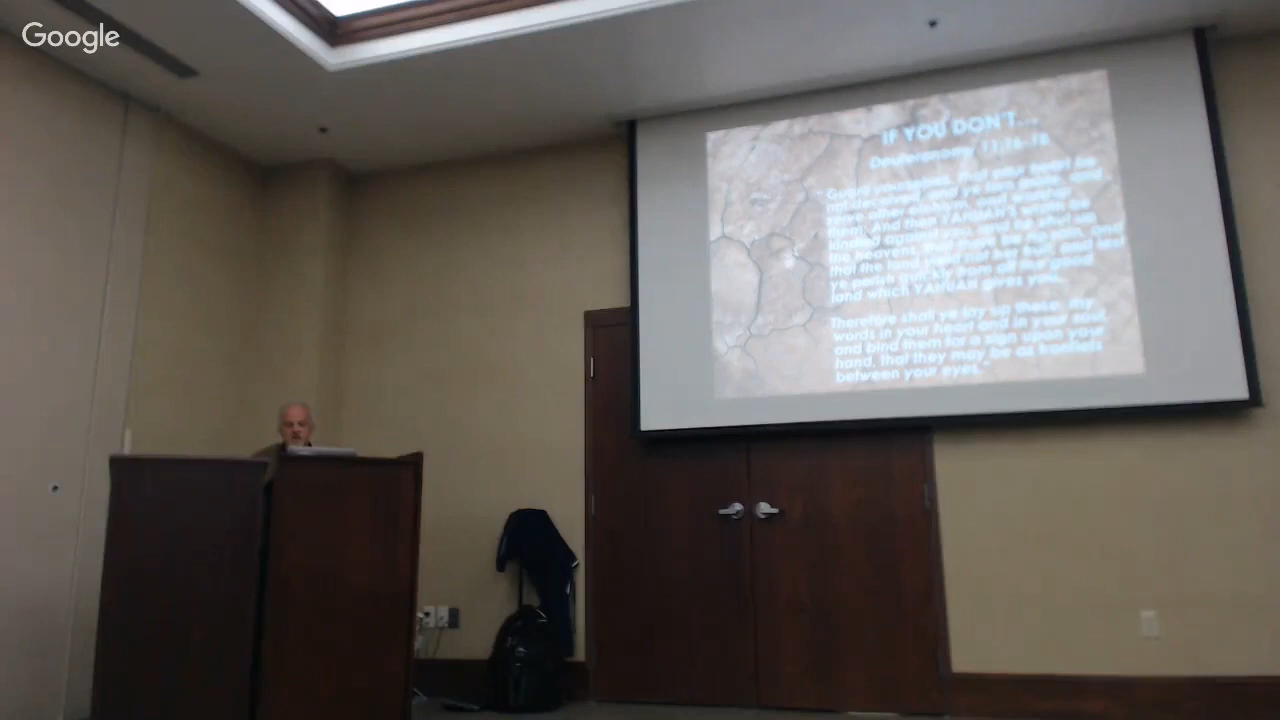 Google
IF YOU DON'T...
Deuteronomy 11:16-18
" Guard yourselves, that your heart be
not deceived, and ye turn aside, and
serve other
them. And then YAHUAH's
kindled against you, and he shut up
the heavens, that there be no rain, and
that the land yield not her fruit, and lest
ye perish quickly from off the good
land which YAHUAH gives you.
Therefore shall ye lay up these, my
words in your heart and in your soul,
and bind them for a sign upon your
hand, that they may be as frontlets
between your eyes."